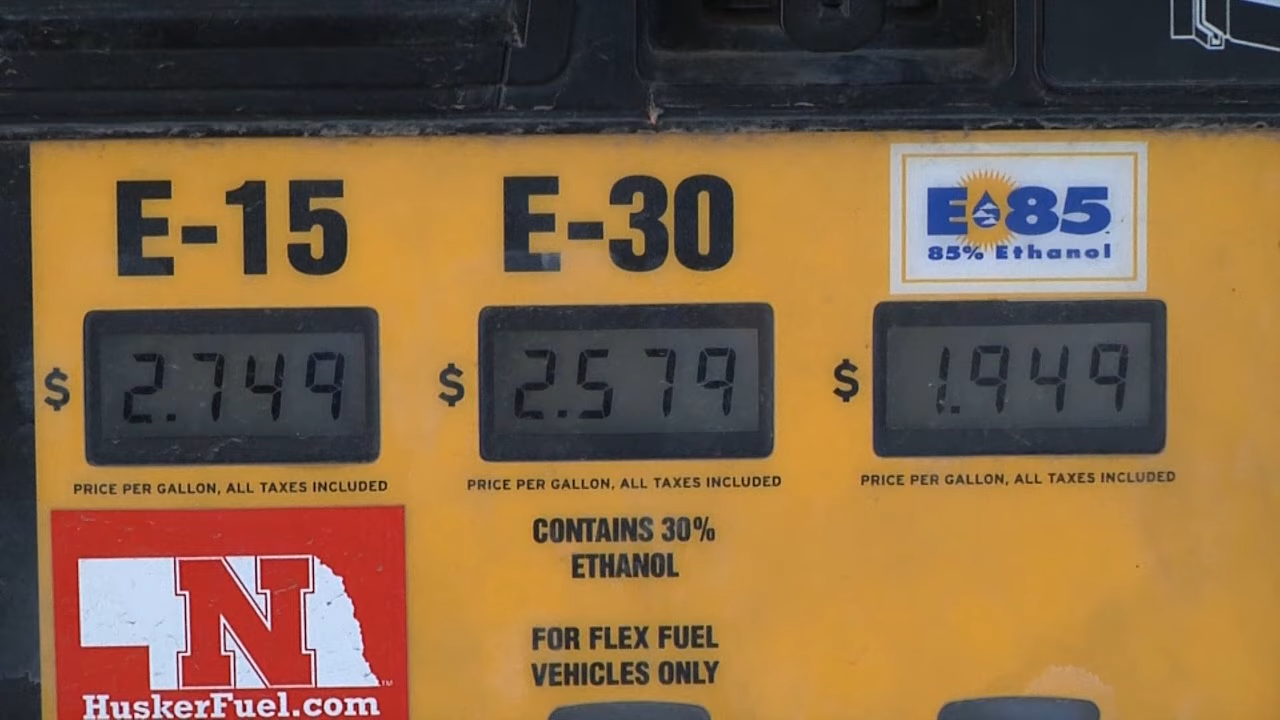 E-15
$ 2.749
PRICE PER GALLON, ALL TAXES INCLUDED
N
TM
HuskerFuel.com
E-30
$ 2.579
PRICE PER GALLON, ALL TAXES INCLUDED
CONTAINS 30%
ETHANOL
FOR FLEX FUEL
VEHICLES ONLY
E85
85% Ethanol
$ 1.949
PRICE PER GALLON, ALL TAXES INCLUDED